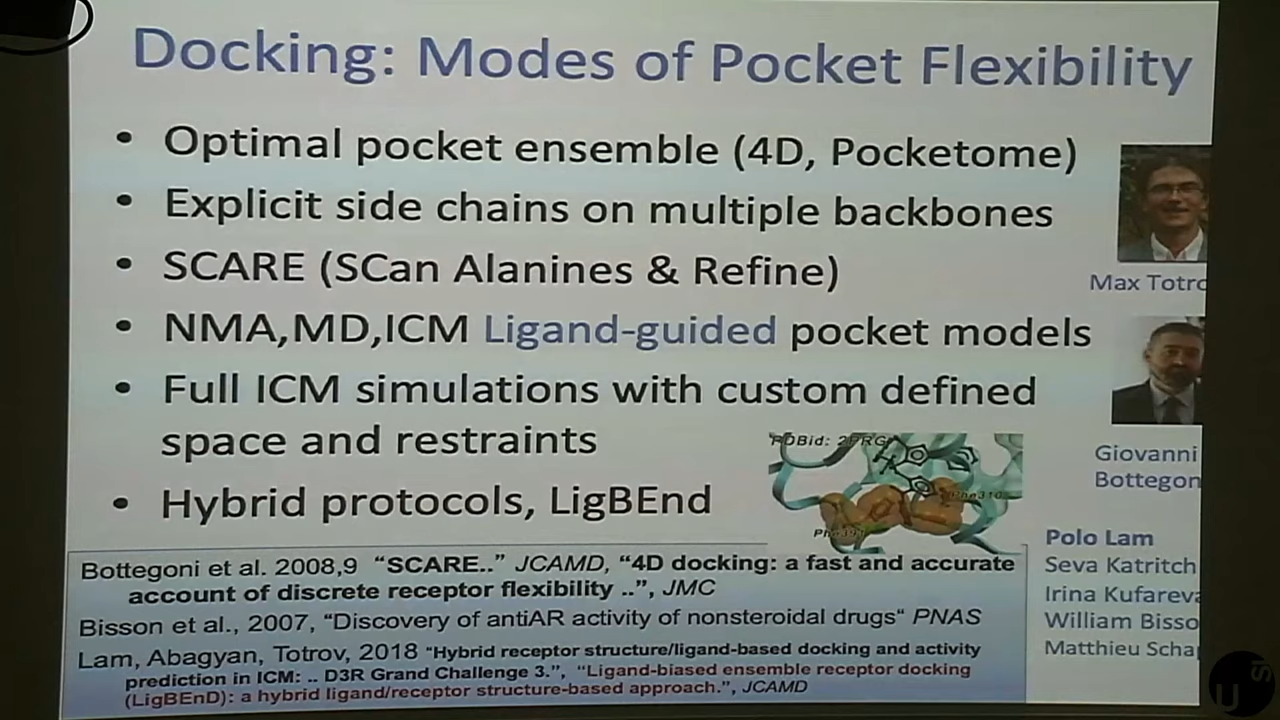 Docking: Modes of Pocket Flexibility
• Optimal pocket ensemble (4D, Pocketome)
• Explicit side chains on multiple backbones
• SCARE (SCan Alanines & Refine)
• NMA,MD,ICM Ligand-guided pocket models
• Full ICM simulations with custom defined
space and restraints
• Hybrid protocols, LigBEnd
Max Totro
Giovanni
Bottegon
PDBid: 2PRG
Phe310
Polo Lam
Seva Katritch
Irina Kufareva
William Bisso
Matthieu Schap
Bottegoni et al. 2008,9 “SCARE..” JCAMD, “4D docking: a fast and accurate
account of discrete receptor flexibility ..”, JMC
Bisson et al., 2007, “Discovery of antiAR activity of nonsteroidal drugs“ PNAS
Lam, Abagyan, Totrov, 2018 “Hybrid receptor structure/ligand-based docking and activity
prediction in ICM: .. D3R Grand Challenge 3.”, “Ligand-biased ensemble receptor docking
(LigBEnD): a hybrid ligand/receptor structure-based approach.”, JCAMD